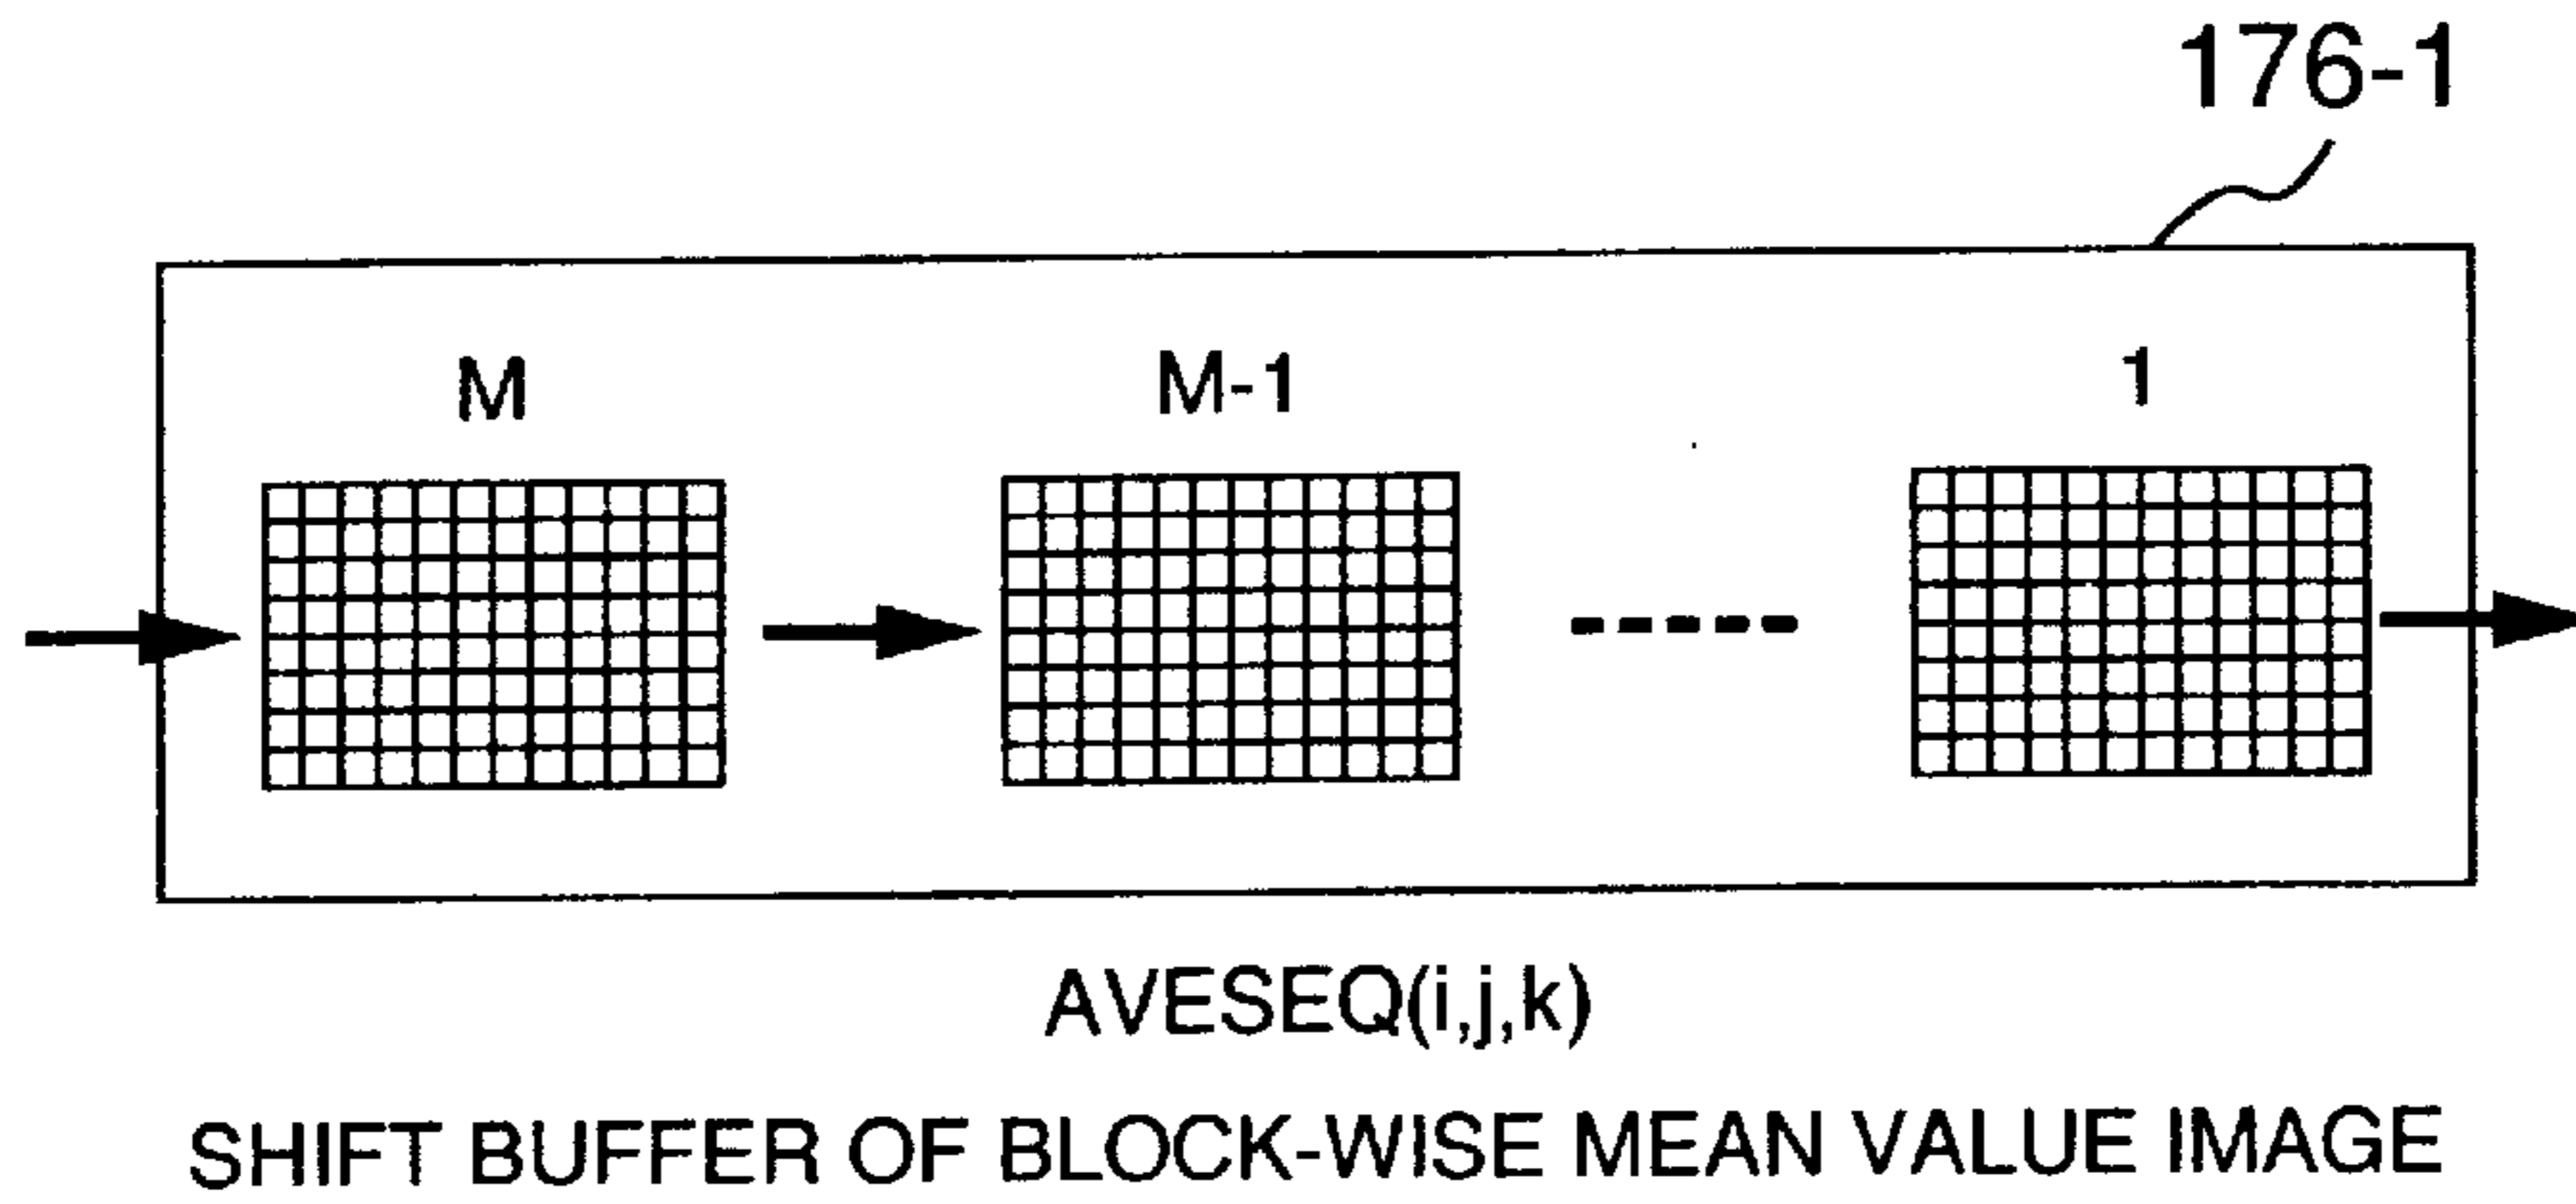 176-1
M M-1 1
AVESEQ(i,j,k)
SHIFT BUFFER OF BLOCK-WISE MEAN VALUE IMAGE